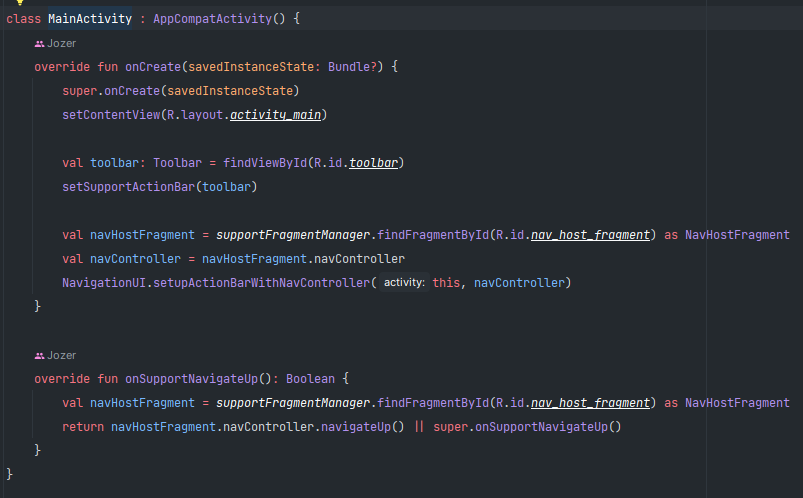 class MainActivity : AppCompatActivity() {
Jozer
override fun onCreate(savedInstanceState: Bundle?) {
super.onCreate(savedInstanceState)
setContentView(R.layout.activity_main)
val toolbar: Toolbar = findViewById(R.id.toolbar)
setSupportActionBar(toolbar)
val navHostFragment = supportFragmentManager.findFragmentById(R.id.nav_host_fragment) as NavHostFragment
val navController = navHostFragment.navController
NavigationUI.setupActionBarWithNavController( activity: this, navController)
}
Jozer
override fun onSupportNavigateUp(): Boolean {
val navHostFragment = supportFragmentManager.findFragmentById(R.id.nav_host_fragment) as NavHostFragment
return navHostFragment.navController.navigateUp() || super.onSupportNavigateUp()
}
}